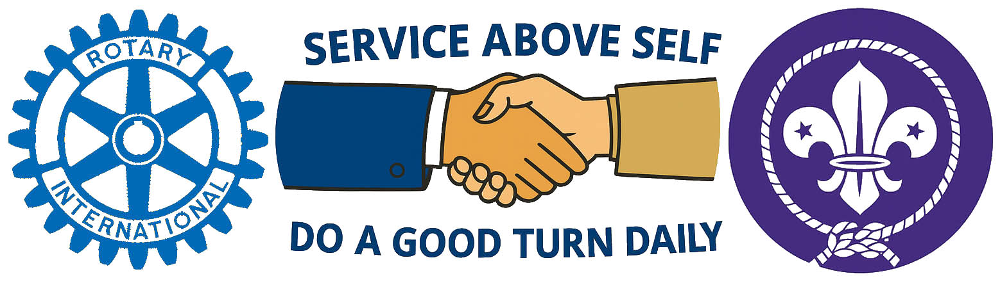 ROTARY
INTERNATIONAL
SERVICE ABOVE SELF
DO A GOOD TURN DAILY